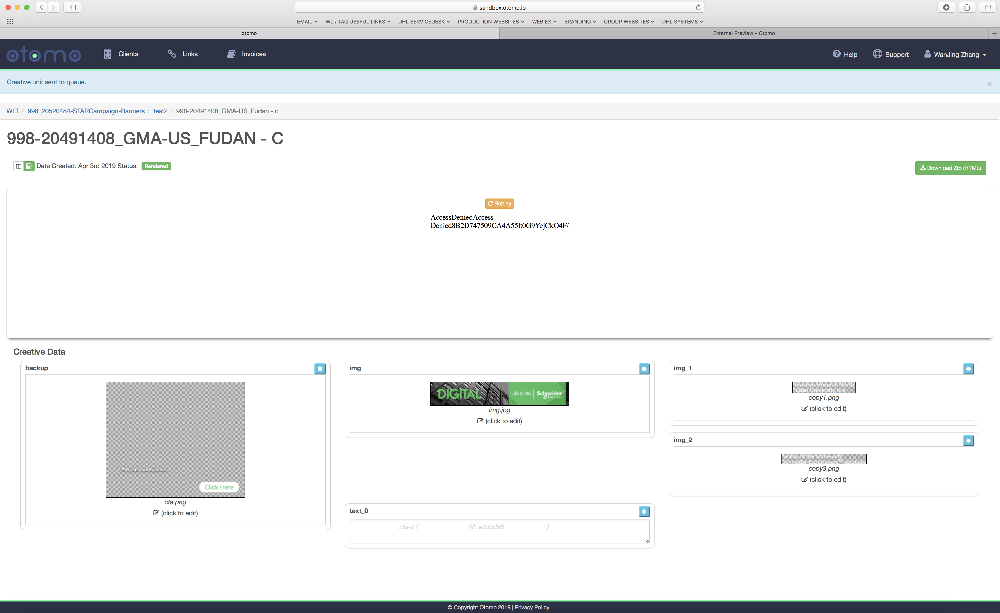 sandbox.otomo.io
EMAIL WL / TAG USEFUL LINKS DHL SERVICEDESK PRODUCTION WEBSITES WEB EX BRANDING GROUP WEBSITES DHL SYSTEMS
otomo External Preview – Otomo
otomo Clients Links Invoices Help Support WanJing Zhang
Creative unit sent to queue. ×
WLT / 998_20520484-STARCampaign-Banners / test2 / 998-20491408_GMA-US_Fudan - c
998-20491408_GMA-US_FUDAN - C
Date Created: Apr 3rd 2019 Status: Rendered
Download Zip (HTML)
Replay
AccessDeniedAccess
Denied8B2D747509CA4A55lt0G9YejCkO4F/
Creative Data
backup
#WhatsYourBoldIdea
Click Here
cta.png
(click to edit)
img
DIGITAL
Life Is On | Schneider
Electric
img.jpg
(click to edit)
text_0
.cls-2 { fill: #3dcd58 }
img_1
Huashan Hospital North
Fudan University is a
copy1.png
(click to edit)
img_2
facility of the future with
Schneider EcoStruxure™ solutions
copy3.png
(click to edit)
© Copyright Otomo 2019 | Privacy Policy